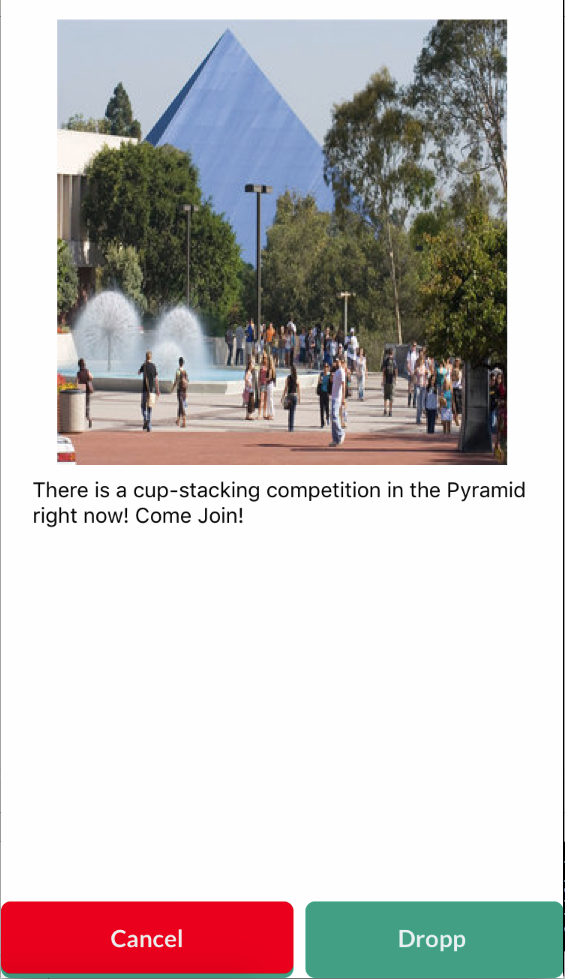 There is a cup-stacking competition in the Pyramid
right now! Come Join!
Cancel
Dropp